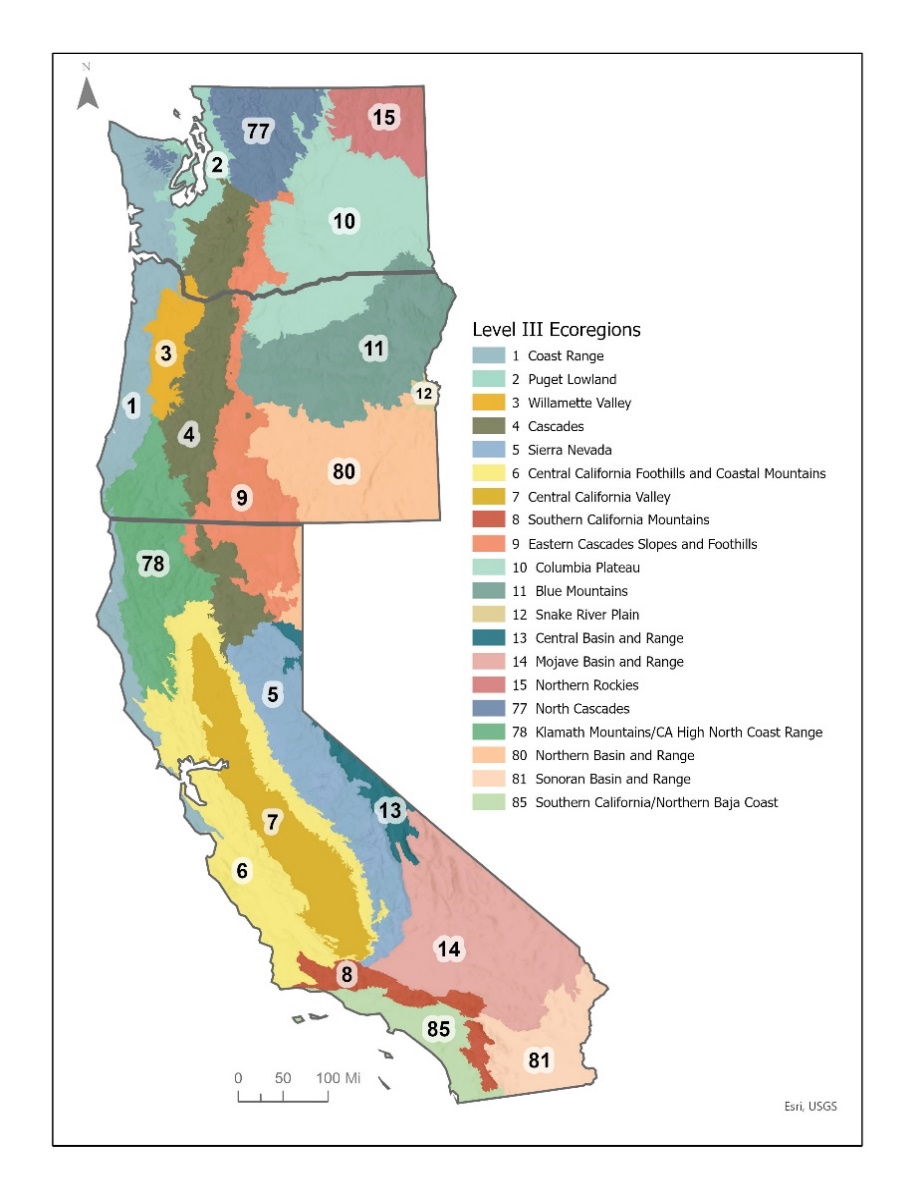 N
77
15
2
10
3
11
12
1
4
80
9
78
5
13
7
6
14
8
85
81
Level III Ecoregions
1 Coast Range
2 Puget Lowland
3 Willamette Valley
4 Cascades
5 Sierra Nevada
6 Central California Foothills and Coastal Mountains
7 Central California Valley
8 Southern California Mountains
9 Eastern Cascades Slopes and Foothills
10 Columbia Plateau
11 Blue Mountains
12 Snake River Plain
13 Central Basin and Range
14 Mojave Basin and Range
15 Northern Rockies
77 North Cascades
78 Klamath Mountains/CA High North Coast Range
80 Northern Basin and Range
81 Sonoran Basin and Range
85 Southern California/Northern Baja Coast
0 50 100 Mi
Esri, USGS